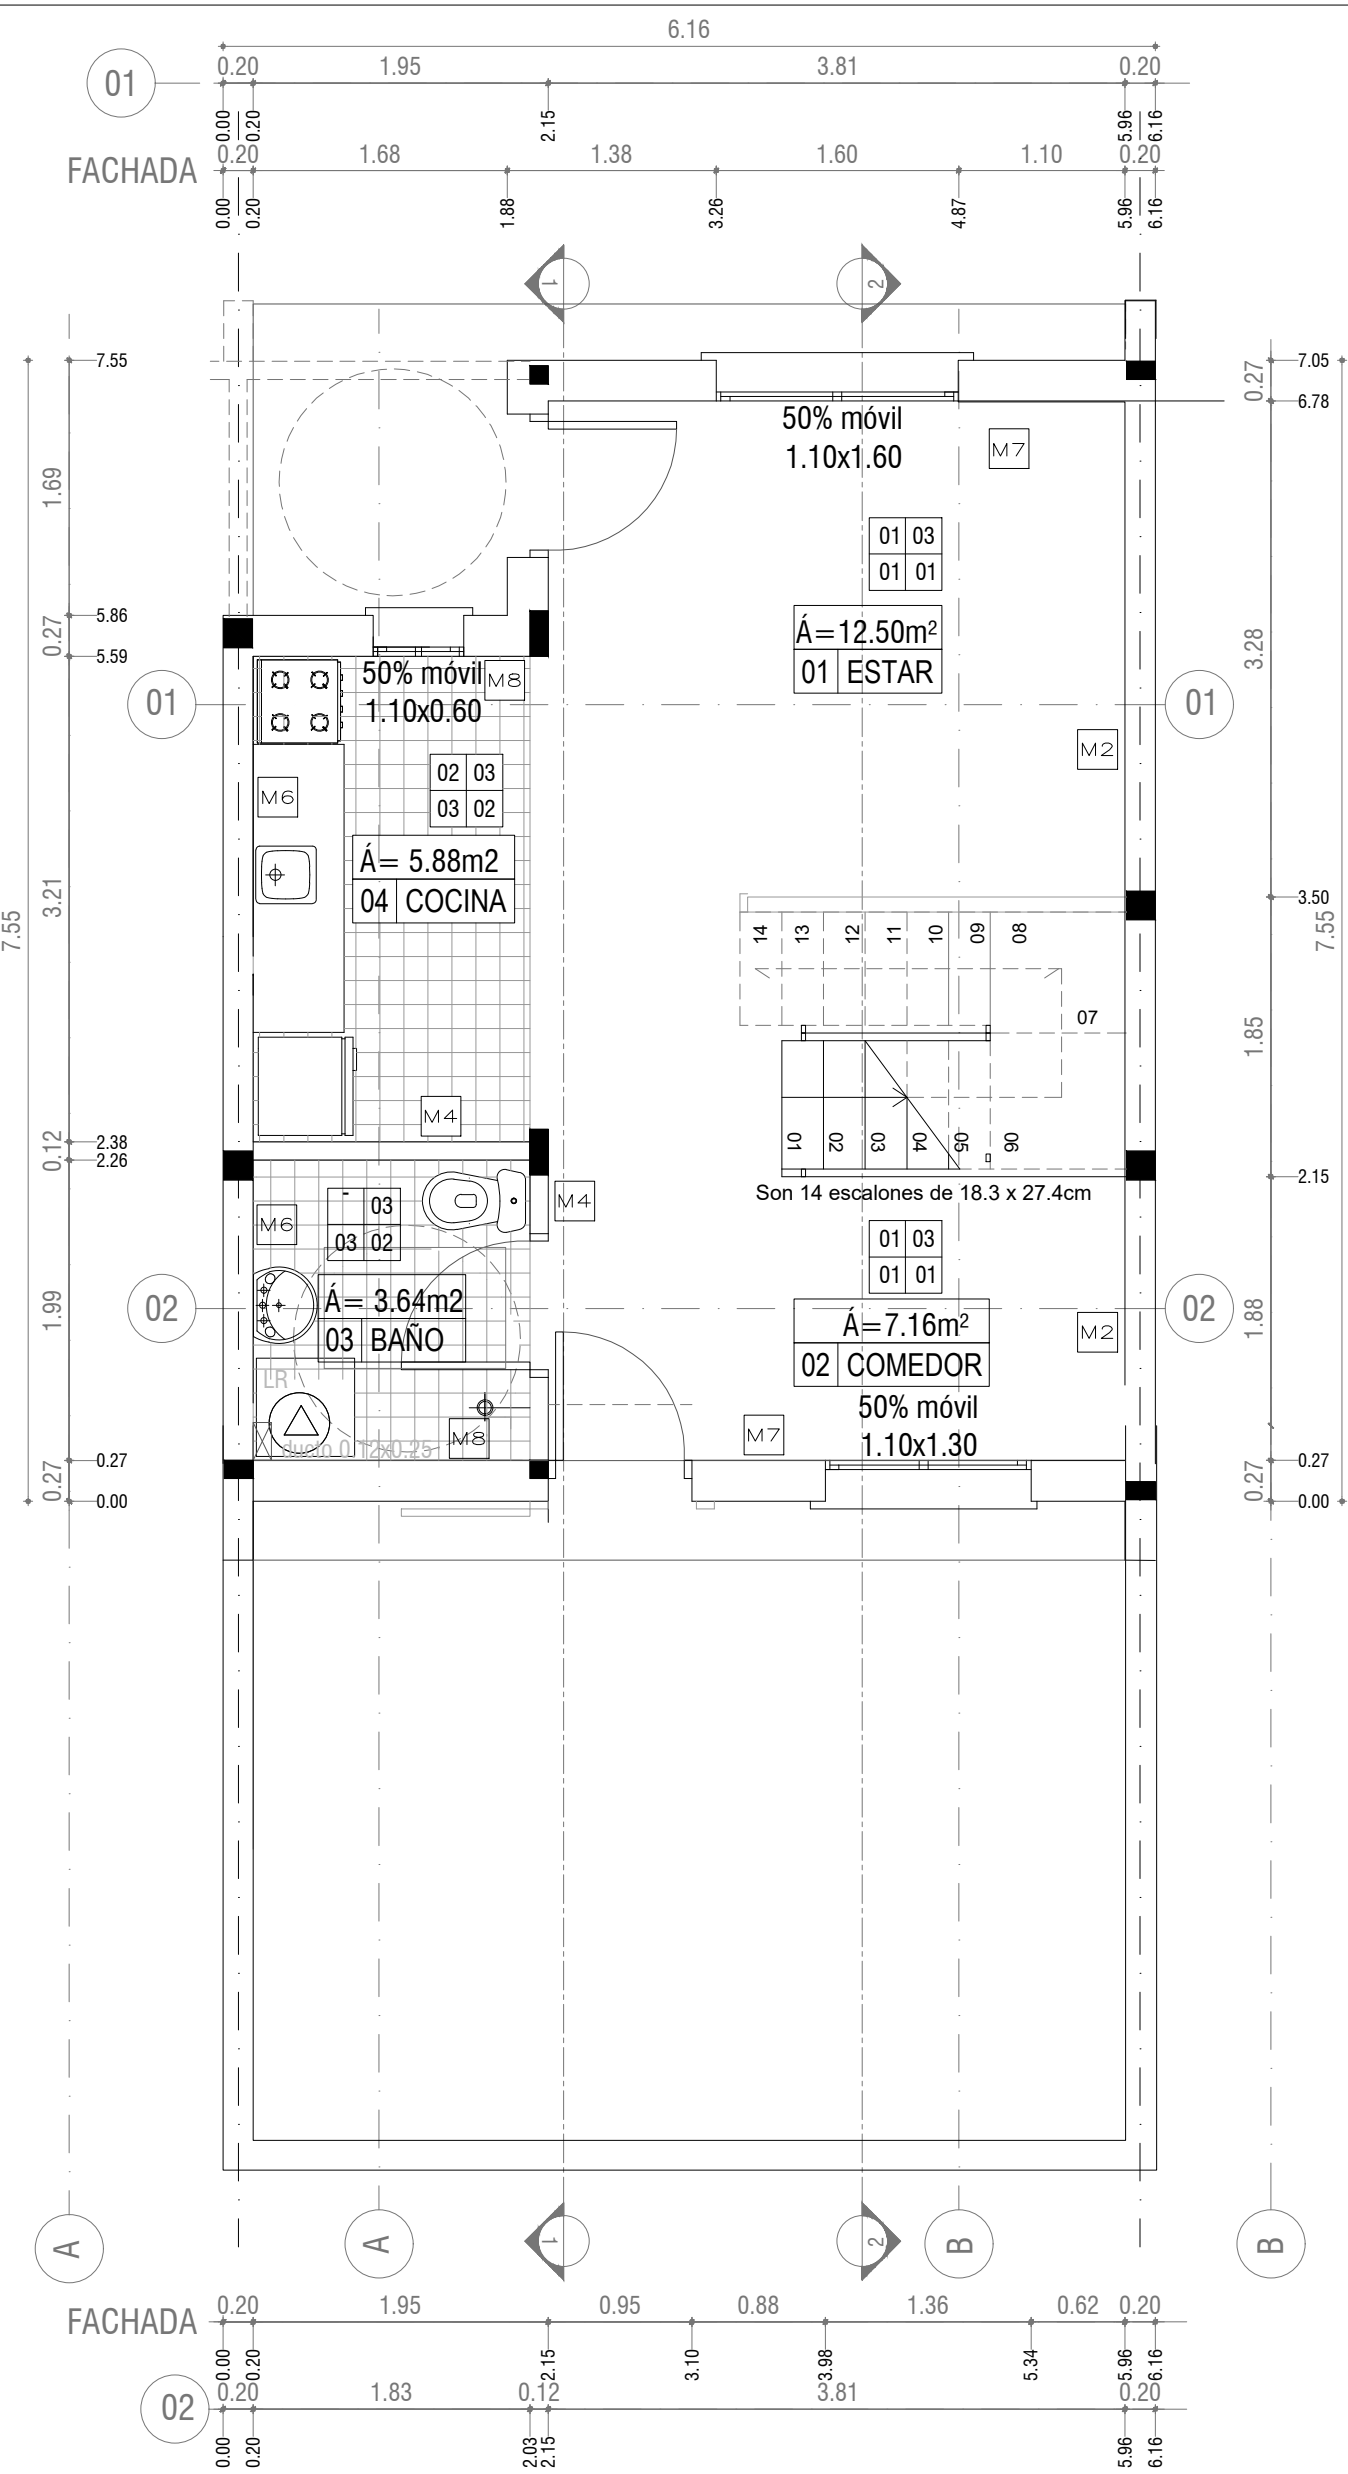 6.16
0.20 1.95 3.81 0.20
01
0.00 0.20 2.15 5.96 6.16
FACHADA
0.20 1.68 1.38 1.60 1.10 0.20
0.00 0.20 1.88 3.26 4.87 5.96 6.16
1 2
7.55 7.05
0.27
6.78
50% móvil
1.10x1.60
M7
1.69
01 03
01 01
Á=12.50m²
01 ESTAR
5.86
0.27
5.59
3.28
50% móvil
1.10x0.60
M8
01 01
M2
02 03
03 02
M6
Á= 5.88m2
04 COCINA
3.21
7.55
3.50
7.55
14 13 12 11 10 09 08
07
1.85
M4
01 02 03 04 05 06
2.38
0.12
2.26
2.15
Son 14 escalones de 18.3 x 27.4cm
M4
- 03
03 02
M6
01 03
01 01
Á= 3.64m2
03 BAÑO
1.99
02 02
1.88
Á=7.16m²
02 COMEDOR
M2
50% móvil
1.10x1.30
M7
LR
M8
ducto 0.12x0.25
0.27
0.27
0.00
0.27
0.27
0.00
A A 1 2 B B
FACHADA
0.20 1.95 0.95 0.88 1.36 0.62 0.20
0.00 0.20 2.15 3.10 3.98 5.34 5.96 6.16
02
0.20 1.83 0.12 3.81 0.20
0.00 0.20 2.03 2.15 5.96 6.16